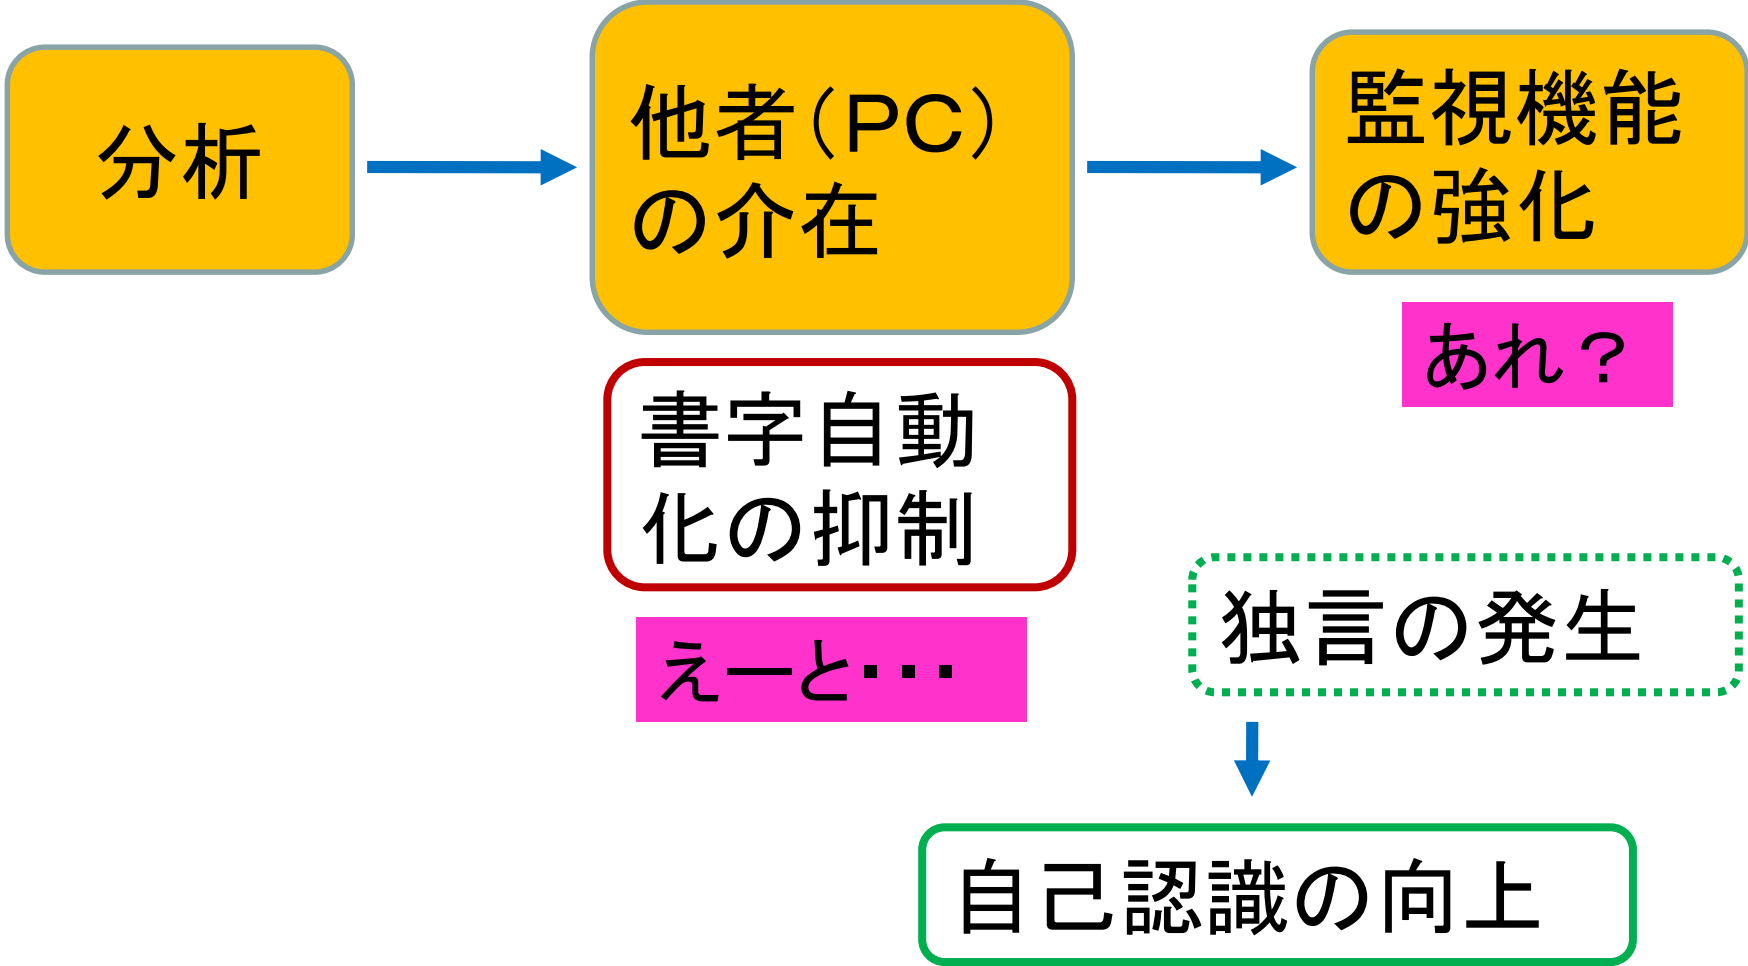 分析
他者（ＰＣ）
の介在
監視機能
の強化
あれ？
書字自動
化の抑制
えーと・・・
独言の発生
自己認識の向上